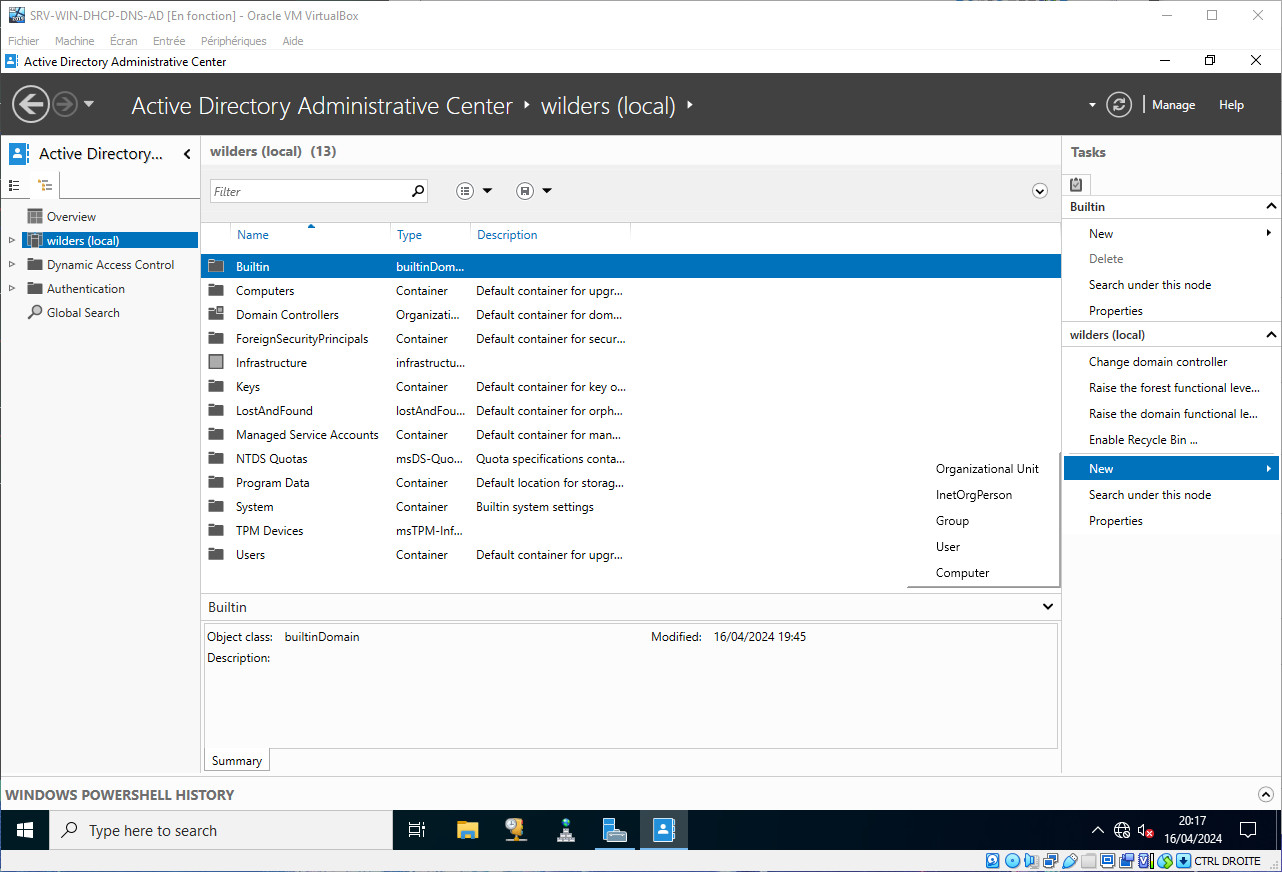 SRV-WIN-DHCP-DNS-AD [En fonction] - Oracle VM VirtualBox
Fichier Machine Écran Entrée Périphériques Aide
Active Directory Administrative Center
Active Directory Administrative Center wilders (local)
Manage Help
Active Directory...
Overview
wilders (local)
Dynamic Access Control
Authentication
Global Search
wilders (local) (13)
Filter
Name Type Description
Builtin builtinDom...
Computers Container Default container for upgr...
Domain Controllers Organizati... Default container for dom...
ForeignSecurityPrincipals Container Default container for secur...
Infrastructure infrastructu...
Keys Container Default container for key o...
LostAndFound lostAndFou... Default container for orph...
Managed Service Accounts Container Default container for man...
NTDS Quotas msDS-Quo... Quota specifications conta...
Program Data Container Default location for storag...
System Container Builtin system settings
TPM Devices msTPM-Inf...
Users Container Default container for upgr...
Organizational Unit
InetOrgPerson
Group
User
Computer
Builtin
Object class: builtinDomain Modified: 16/04/2024 19:45
Description:
Summary
Tasks
Builtin
New
Delete
Search under this node
Properties
wilders (local)
Change domain controller
Raise the forest functional leve...
Raise the domain functional le...
Enable Recycle Bin ...
New
Search under this node
Properties
WINDOWS POWERSHELL HISTORY
Type here to search
20:17
16/04/2024
CTRL DROITE